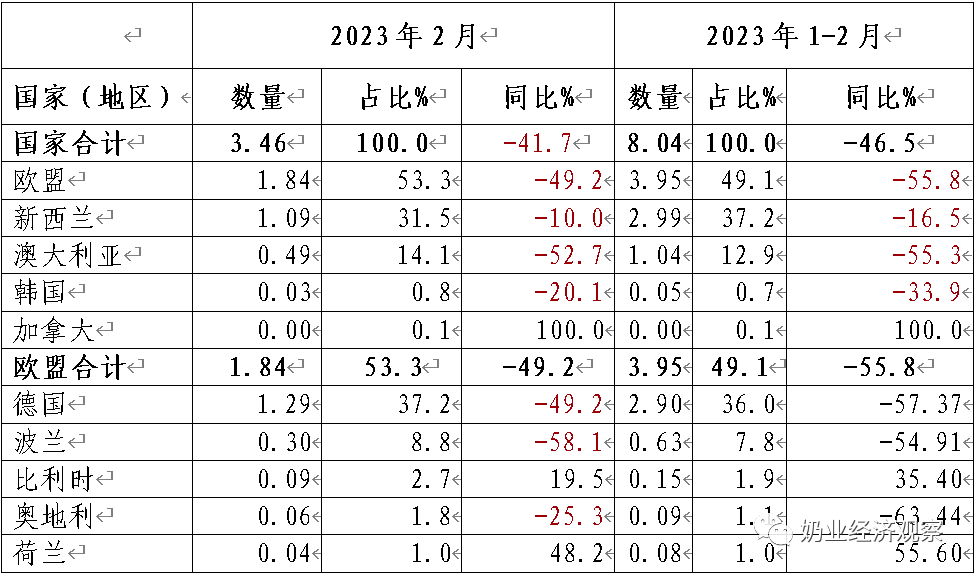 2023 年 2 月 2023 年 1-2 月
国家（地区） 数量 占比% 同比% 数量 占比% 同比%
国家合计 3.46 100.0 -41.7 8.04 100.0 -46.5
欧盟 1.84 53.3 -49.2 3.95 49.1 -55.8
新西兰 1.09 31.5 -10.0 2.99 37.2 -16.5
澳大利亚 0.49 14.1 -52.7 1.04 12.9 -55.3
韩国 0.03 0.8 -20.1 0.05 0.7 -33.9
加拿大 0.00 0.1 100.0 0.00 0.1 100.0
欧盟合计 1.84 53.3 -49.2 3.95 49.1 -55.8
德国 1.29 37.2 -49.2 2.90 36.0 -57.37
波兰 0.30 8.8 -58.1 0.63 7.8 -54.91
比利时 0.09 2.7 19.5 0.15 1.9 35.40
奥地利 0.06 1.8 -25.3 0.09 1.1 -63.44
荷兰 0.04 1.0 48.2 0.08 1.0 55.60
奶业经济观察